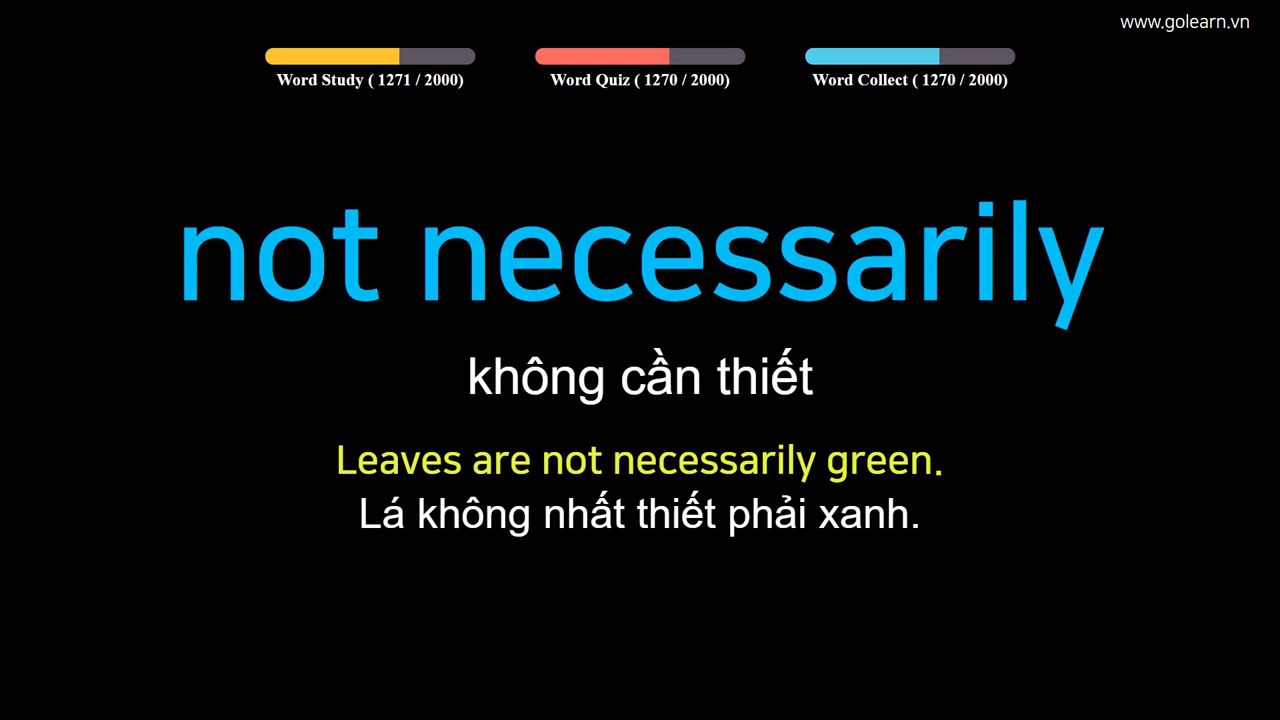 www.golearn.vn
Word Study ( 1271 / 2000)
Word Quiz ( 1270 / 2000)
Word Collect ( 1270 / 2000)
not necessarily
không cần thiết
Leaves are not necessarily green.
Lá không nhất thiết phải xanh.